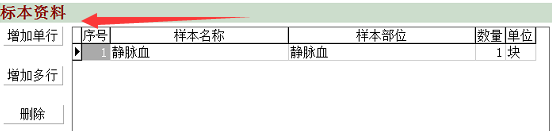 标本资料
增加单行
序号 样本名称 样本部位 数量 单位
1 静脉血 静脉血 1 块
增加多行
删除